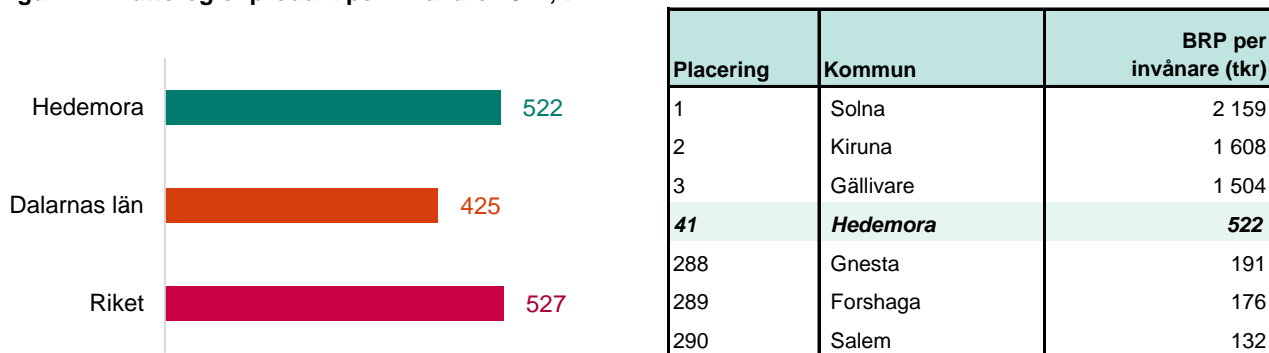 Hedemora 522
Dalarnas län 425
Riket 527
Placering Kommun BRP per invånare (tkr)
1 Solna 2 159
2 Kiruna 1 608
3 Gällivare 1 504
41 Hedemora 522
288 Gnesta 191
289 Forshaga 176
290 Salem 132